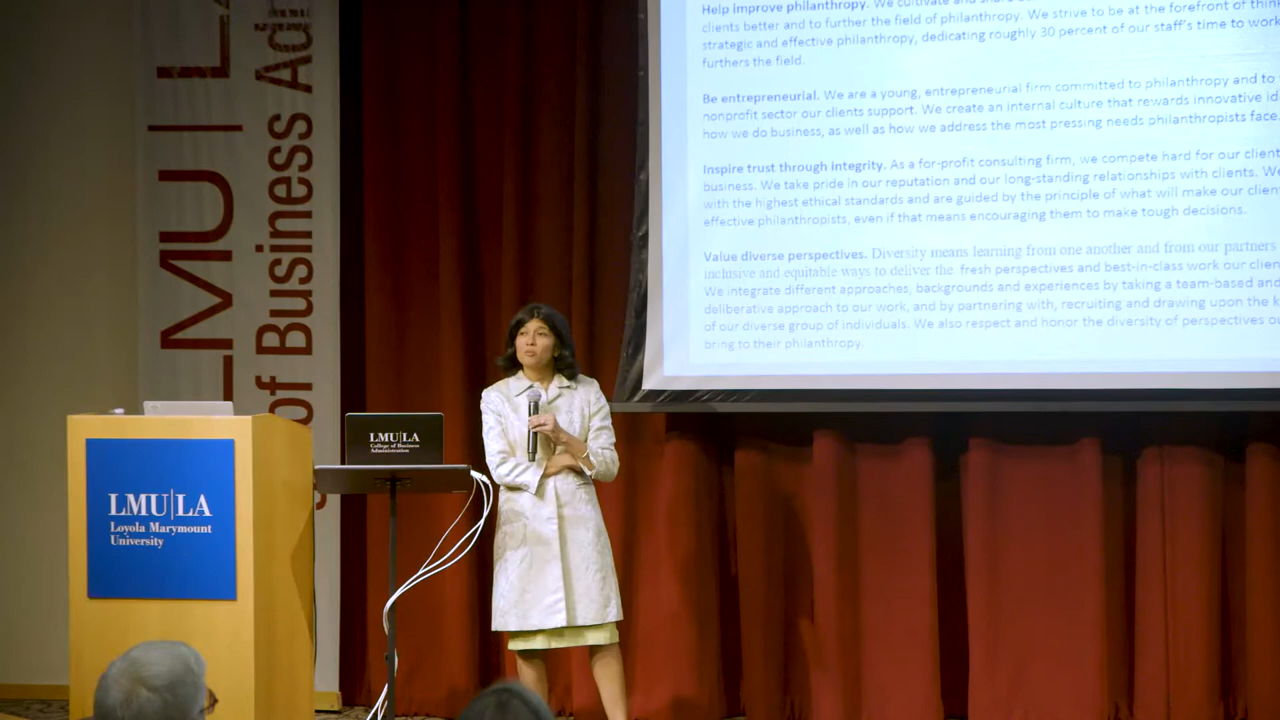 LMU | LA
of Business Ad
LMU|LA
Loyola Marymount
University
LMU|LA
College of Business
Administration
Help improve philanthropy. We cultivate and
clients better and to further the field of philanthropy. We strive to be at the forefront of
strategic and effective philanthropy, dedicating roughly 30 percent of our staff's time to work
furthers the field.
Be entrepreneurial. We are a young, entrepreneurial firm committed to philanthropy and to
nonprofit sector our clients support. We create an internal culture that rewards innovative
how we do business, as well as how we address the most pressing needs philanthropists face.
Inspire trust through integrity. As a for-profit consulting firm, we compete hard for our client
business. We take pride in our reputation and our long-standing relationships with clients. We
with the highest ethical standards and are guided by the principle of what will make our
effective philanthropists, even if that means encouraging them to make tough decisions.
Value diverse perspectives. Diversity means learning from one another and from our partners
inclusive and equitable ways to deliver the fresh perspectives and best-in-class work our
We integrate different approaches, backgrounds and experiences by taking a team-based and
deliberative approach to our work, and by partnering with, recruiting and drawing upon the
of our diverse group of individuals. We also respect and honor the diversity of perspectives
bring to their philanthropy.